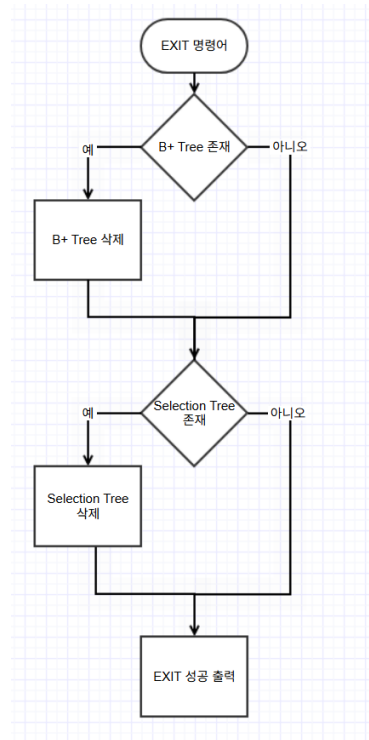 EXIT 명령어
B+ Tree 존재
예
아니오
B+ Tree 삭제
Selection Tree
존재
예
아니오
Selection Tree
삭제
EXIT 성공 출력